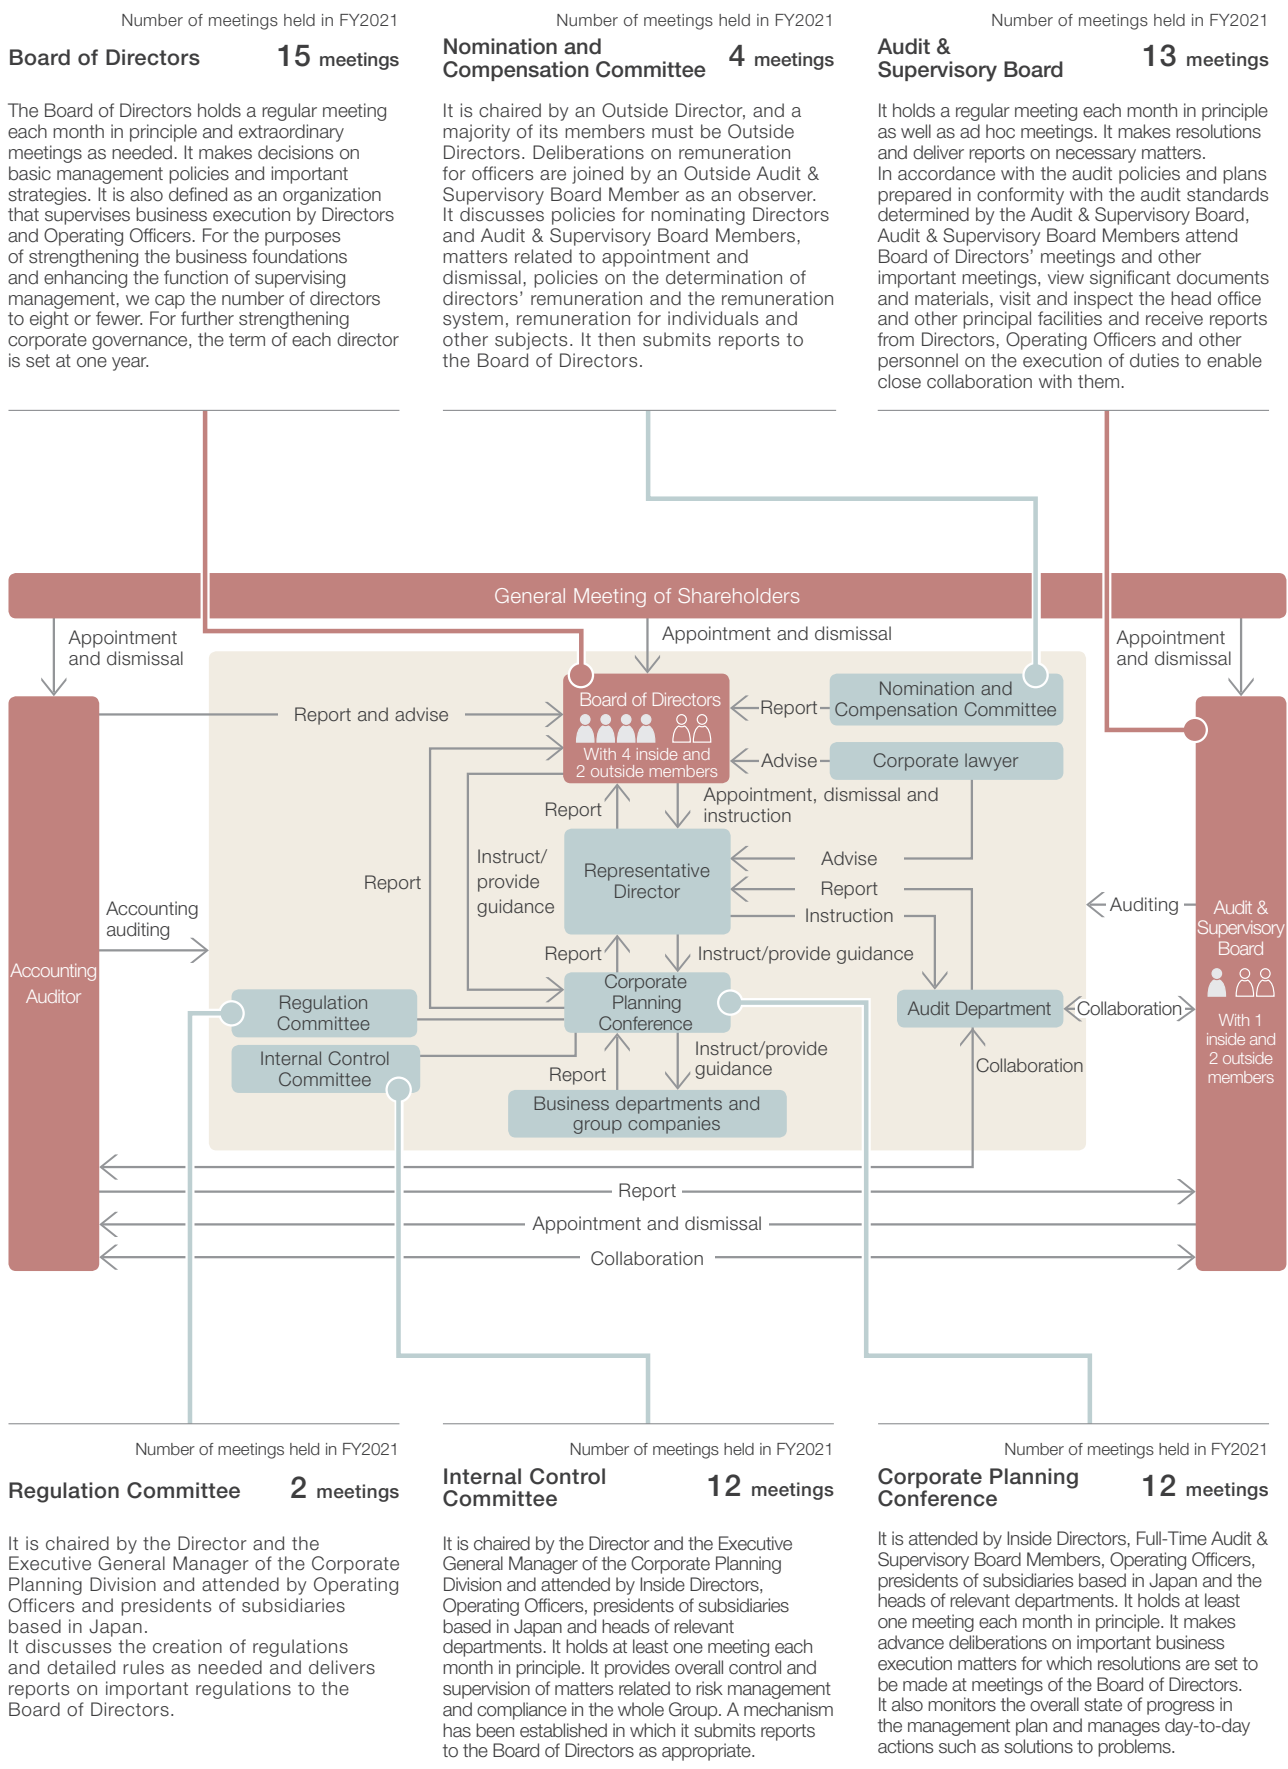 Number of meetings held in FY2021
Board of Directors 15 meetings
The Board of Directors holds a regular meeting
each month in principle and extraordinary
meetings as needed. It makes decisions on
basic management policies and important
strategies. It is also defined as an organization
that supervises business execution by Directors
and Operating Officers. For the purposes
of strengthening the business foundations
and enhancing the function of supervising
management, we cap the number of directors
to eight or fewer. For further strengthening
corporate governance, the term of each director
is set at one year.
Number of meetings held in FY2021
Nomination and
Compensation Committee 4 meetings
It is chaired by an Outside Director, and a
majority of its members must be Outside
Directors. Deliberations on remuneration
for officers are joined by an Outside Audit &
Supervisory Board Member as an observer.
It discusses policies for nominating Directors
and Audit & Supervisory Board Members,
matters related to appointment and
dismissal, policies on the determination of
directors' remuneration and the remuneration
system, remuneration for individuals and
other subjects. It then submits reports to
the Board of Directors.
Number of meetings held in FY2021
Audit &
Supervisory Board 13 meetings
It holds a regular meeting each month in principle
as well as ad hoc meetings. It makes resolutions
and deliver reports on necessary matters.
In accordance with the audit policies and plans
prepared in conformity with the audit standards
determined by the Audit & Supervisory Board,
Audit & Supervisory Board Members attend
Board of Directors' meetings and other
important meetings, view significant documents
and materials, visit and inspect the head office
and other principal facilities and receive reports
from Directors, Operating Officers and other
personnel on the execution of duties to enable
close collaboration with them.
General Meeting of Shareholders
Appointment
and dismissal
Appointment and dismissal
Appointment
and dismissal
Report and advise
Board of Directors
With 4 inside and
2 outside members
Report
Nomination and
Compensation Committee
Advise
Corporate lawyer
Report
Appointment, dismissal and
instruction
Report
Instruct/
provide
guidance
Representative
Director
Advise
Report
Instruction
Auditing
Accounting
auditing
Accounting
Auditor
Audit &
Supervisory
Board
With 1
inside and
2 outside
members
Report
Instruct/provide guidance
Regulation
Committee
Corporate
Planning
Conference
Audit Department
Collaboration
Internal Control
Committee
Report
Instruct/provide
guidance
Collaboration
Business departments and
group companies
Report
Appointment and dismissal
Collaboration
Number of meetings held in FY2021
Regulation Committee 2 meetings
It is chaired by the Director and the
Executive General Manager of the Corporate
Planning Division and attended by Operating
Officers and presidents of subsidiaries
based in Japan.
It discusses the creation of regulations
and detailed rules as needed and delivers
reports on important regulations to the
Board of Directors.
Number of meetings held in FY2021
Internal Control
Committee 12 meetings
It is chaired by the Director and the Executive
General Manager of the Corporate Planning
Division and attended by Inside Directors,
Operating Officers, presidents of subsidiaries
based in Japan and heads of relevant
departments. It holds at least one meeting each
month in principle. It provides overall control and
supervision of matters related to risk management
and compliance in the whole Group. A mechanism
has been established in which it submits reports
to the Board of Directors as appropriate.
Number of meetings held in FY2021
Corporate Planning
Conference 12 meetings
It is attended by Inside Directors, Full-Time Audit &
Supervisory Board Members, Operating Officers,
presidents of subsidiaries based in Japan and the
heads of relevant departments. It holds at least
one meeting each month in principle. It makes
advance deliberations on important business
execution matters for which resolutions are set to
be made at meetings of the Board of Directors.
It also monitors the overall state of progress in
the management plan and manages day-to-day
actions such as solutions to problems.